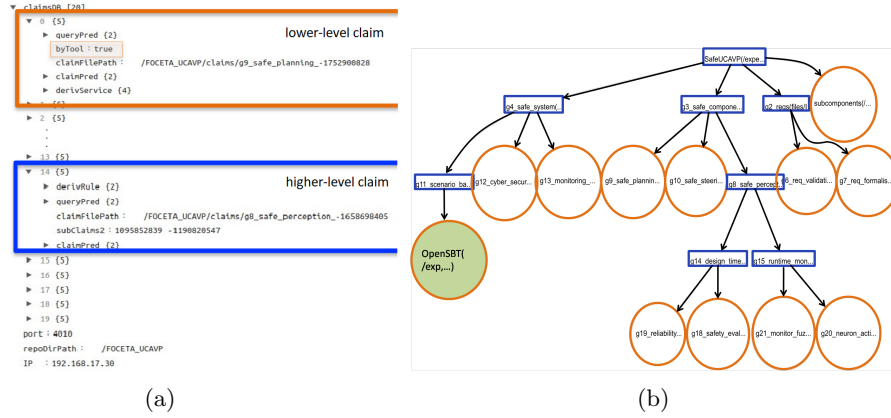 claimsDB [20]
0 {5}
lower-level claim
queryPred {2}
byTool : true
claimFilePath : /FOCETA_UCAVP/claims/g9_safe_planning_-1752900828
claimPred {2}
derivService {4}
1 {5}
2 {5}
13 {5}
14 {5}
higher-level claim
derivRule {2}
queryPred {2}
claimFilePath : /FOCETA_UCAVP/claims/g8_safe_perception_-1658698405
subClaims2 : 1095852839 -1190820547
claimPred {2}
15 {5}
16 {5}
17 {5}
18 {5}
19 {5}
port : 4010
repoDirPath : /FOCETA_UCAVP
IP : 192.168.17.30
(a)
SafeUCAVP(/expe...
g4_safe_system(...
g3_safe_compone...
g2_reqs(files/l
subcomponents(/...
g11_scenario_ba..
g12_cyber_secur...
g13_monitoring_...
g9_safe_plannin...
g10_safe_steeri...
g8_safe_percept..
g6_req_validati...
g7_req_formalis...
OpenSBT(
/exp,...)
g14_design_time...
g15_runtime_mon...
g19_reliability...
g18_safety_eval...
g21_monitor_fuz...
g20_neuron_acti...
(b)